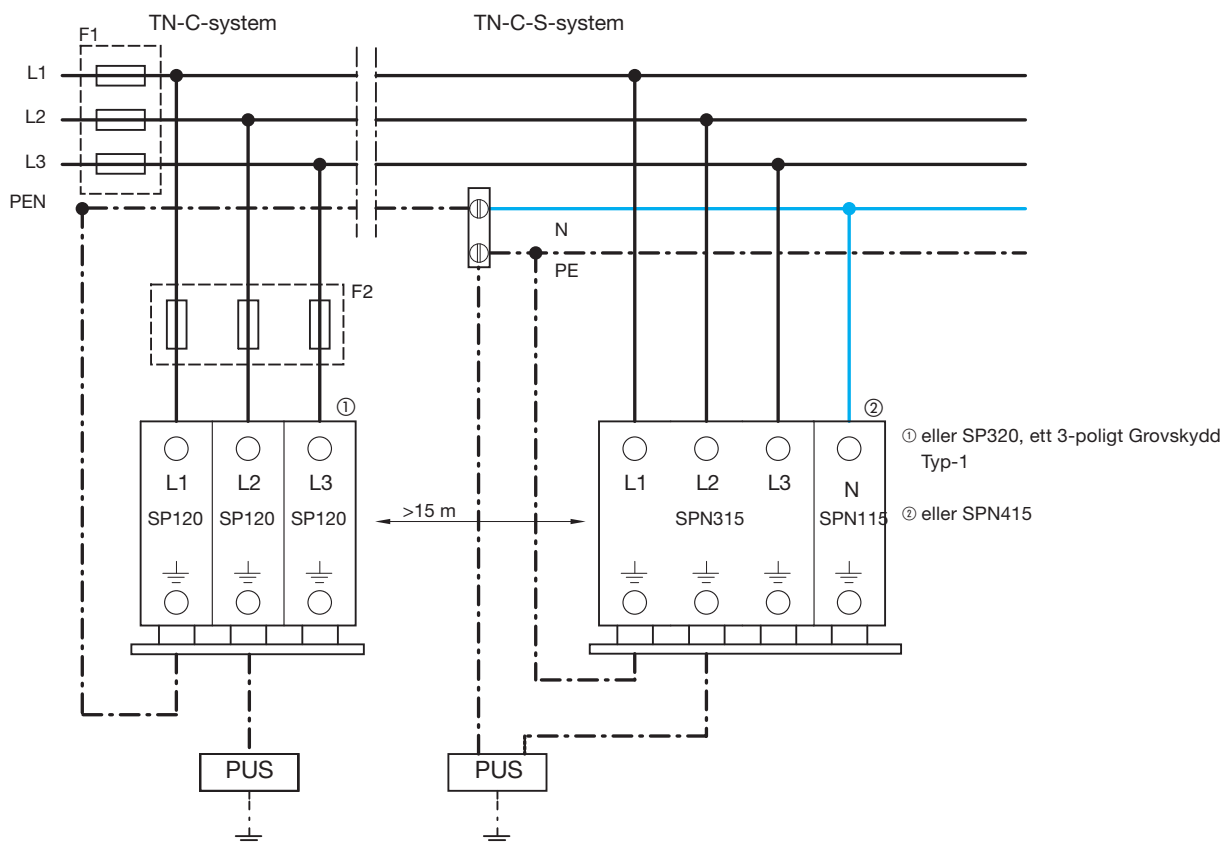 TN-C-system
TN-C-S-system
F1
L1
L2
L3
PEN
N
PE
F2
①
②
L1
L2
L3
L1
L2
L3
N
SP120
SP120
SP120
>15 m
SPN315
SPN115
① eller SP320, ett 3-poligt Grovskydd
Typ-1
② eller SPN415
PUS
PUS